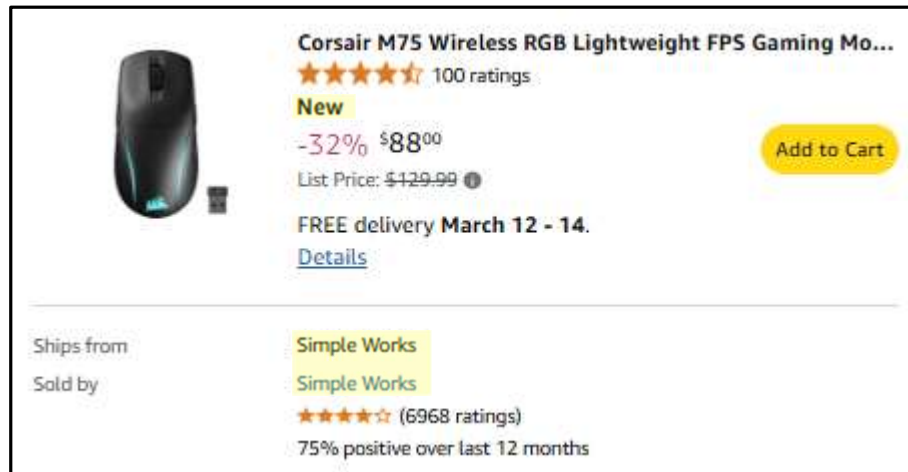 Corsair M75 Wireless RGB Lightweight FPS Gaming Mo...
100 ratings
New
-32% $8800
List Price: $129.99
FREE delivery March 12 - 14.
Details
Add to Cart
Ships from Simple Works
Sold by Simple Works
(6968 ratings)
75% positive over last 12 months